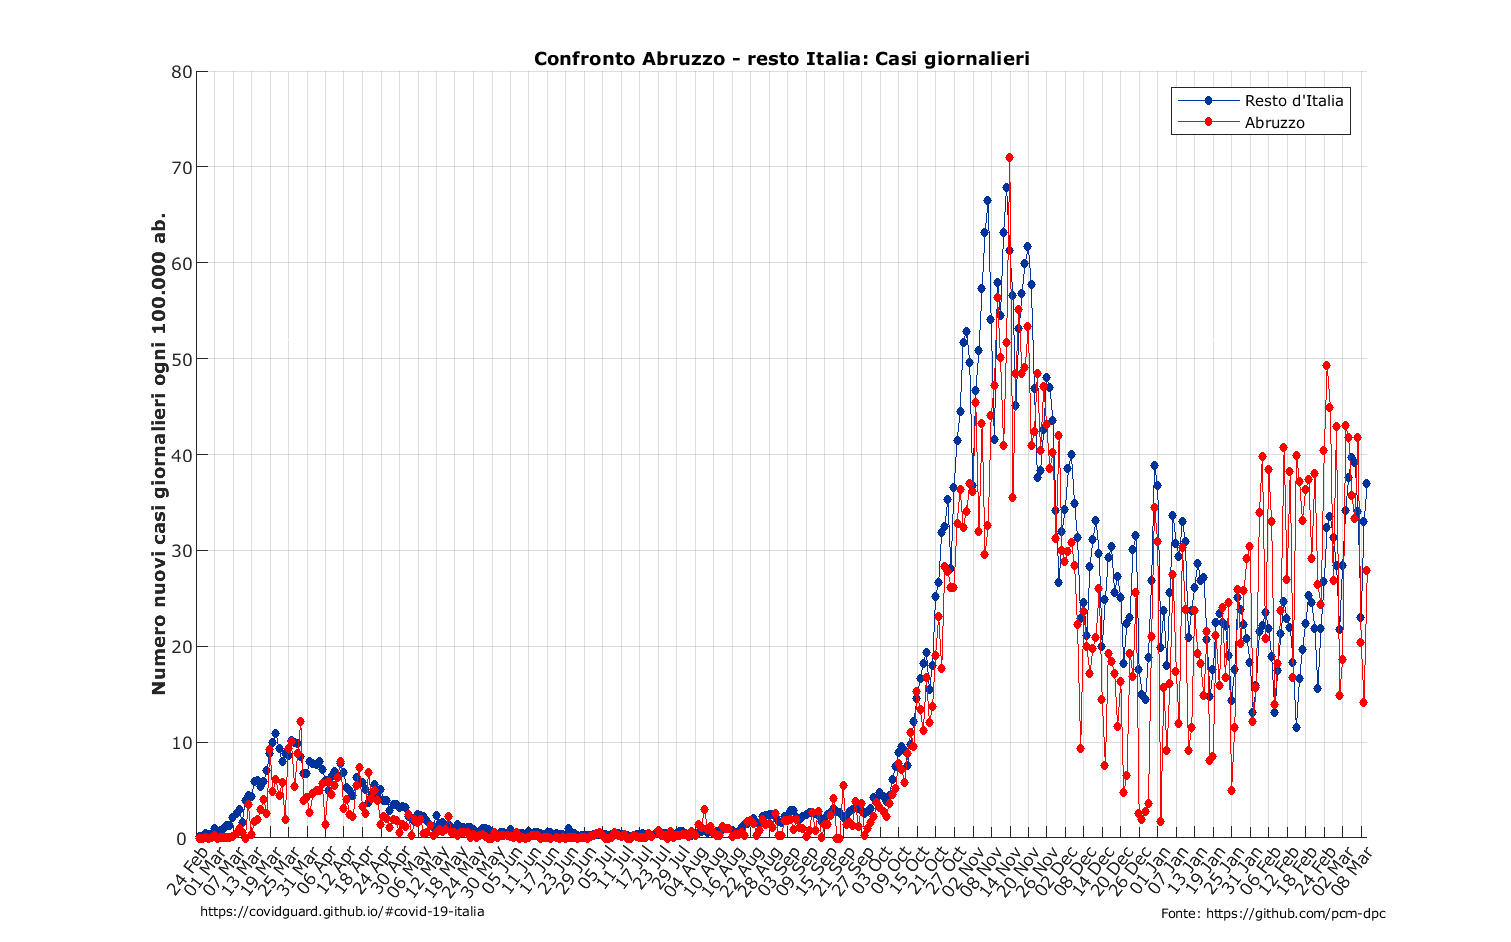 Confronto Abruzzo - resto Italia: Casi giornalieri
Numero nuovi casi giornalieri ogni 100.000 ab.
80
70
60
50
40
30
20
10
0
Resto d'Italia
Abruzzo
24 Feb
01 Mar
07 Mar
13 Mar
19 Mar
25 Mar
31 Mar
06 Apr
12 Apr
18 Apr
24 Apr
30 Apr
06 May
12 May
18 May
24 May
30 May
05 Jun
11 Jun
17 Jun
23 Jun
29 Jun
05 Jul
11 Jul
17 Jul
23 Jul
29 Jul
04 Aug
10 Aug
16 Aug
22 Aug
28 Aug
03 Sep
09 Sep
15 Sep
21 Sep
27 Sep
03 Oct
09 Oct
15 Oct
21 Oct
27 Oct
02 Nov
08 Nov
14 Nov
20 Nov
26 Nov
02 Dec
08 Dec
14 Dec
20 Dec
26 Dec
01 Jan
07 Jan
13 Jan
19 Jan
25 Jan
31 Jan
06 Feb
12 Feb
18 Feb
24 Feb
02 Mar
08 Mar
https://covidguard.github.io/#covid-19-italia
Fonte: https://github.com/pcm-dpc